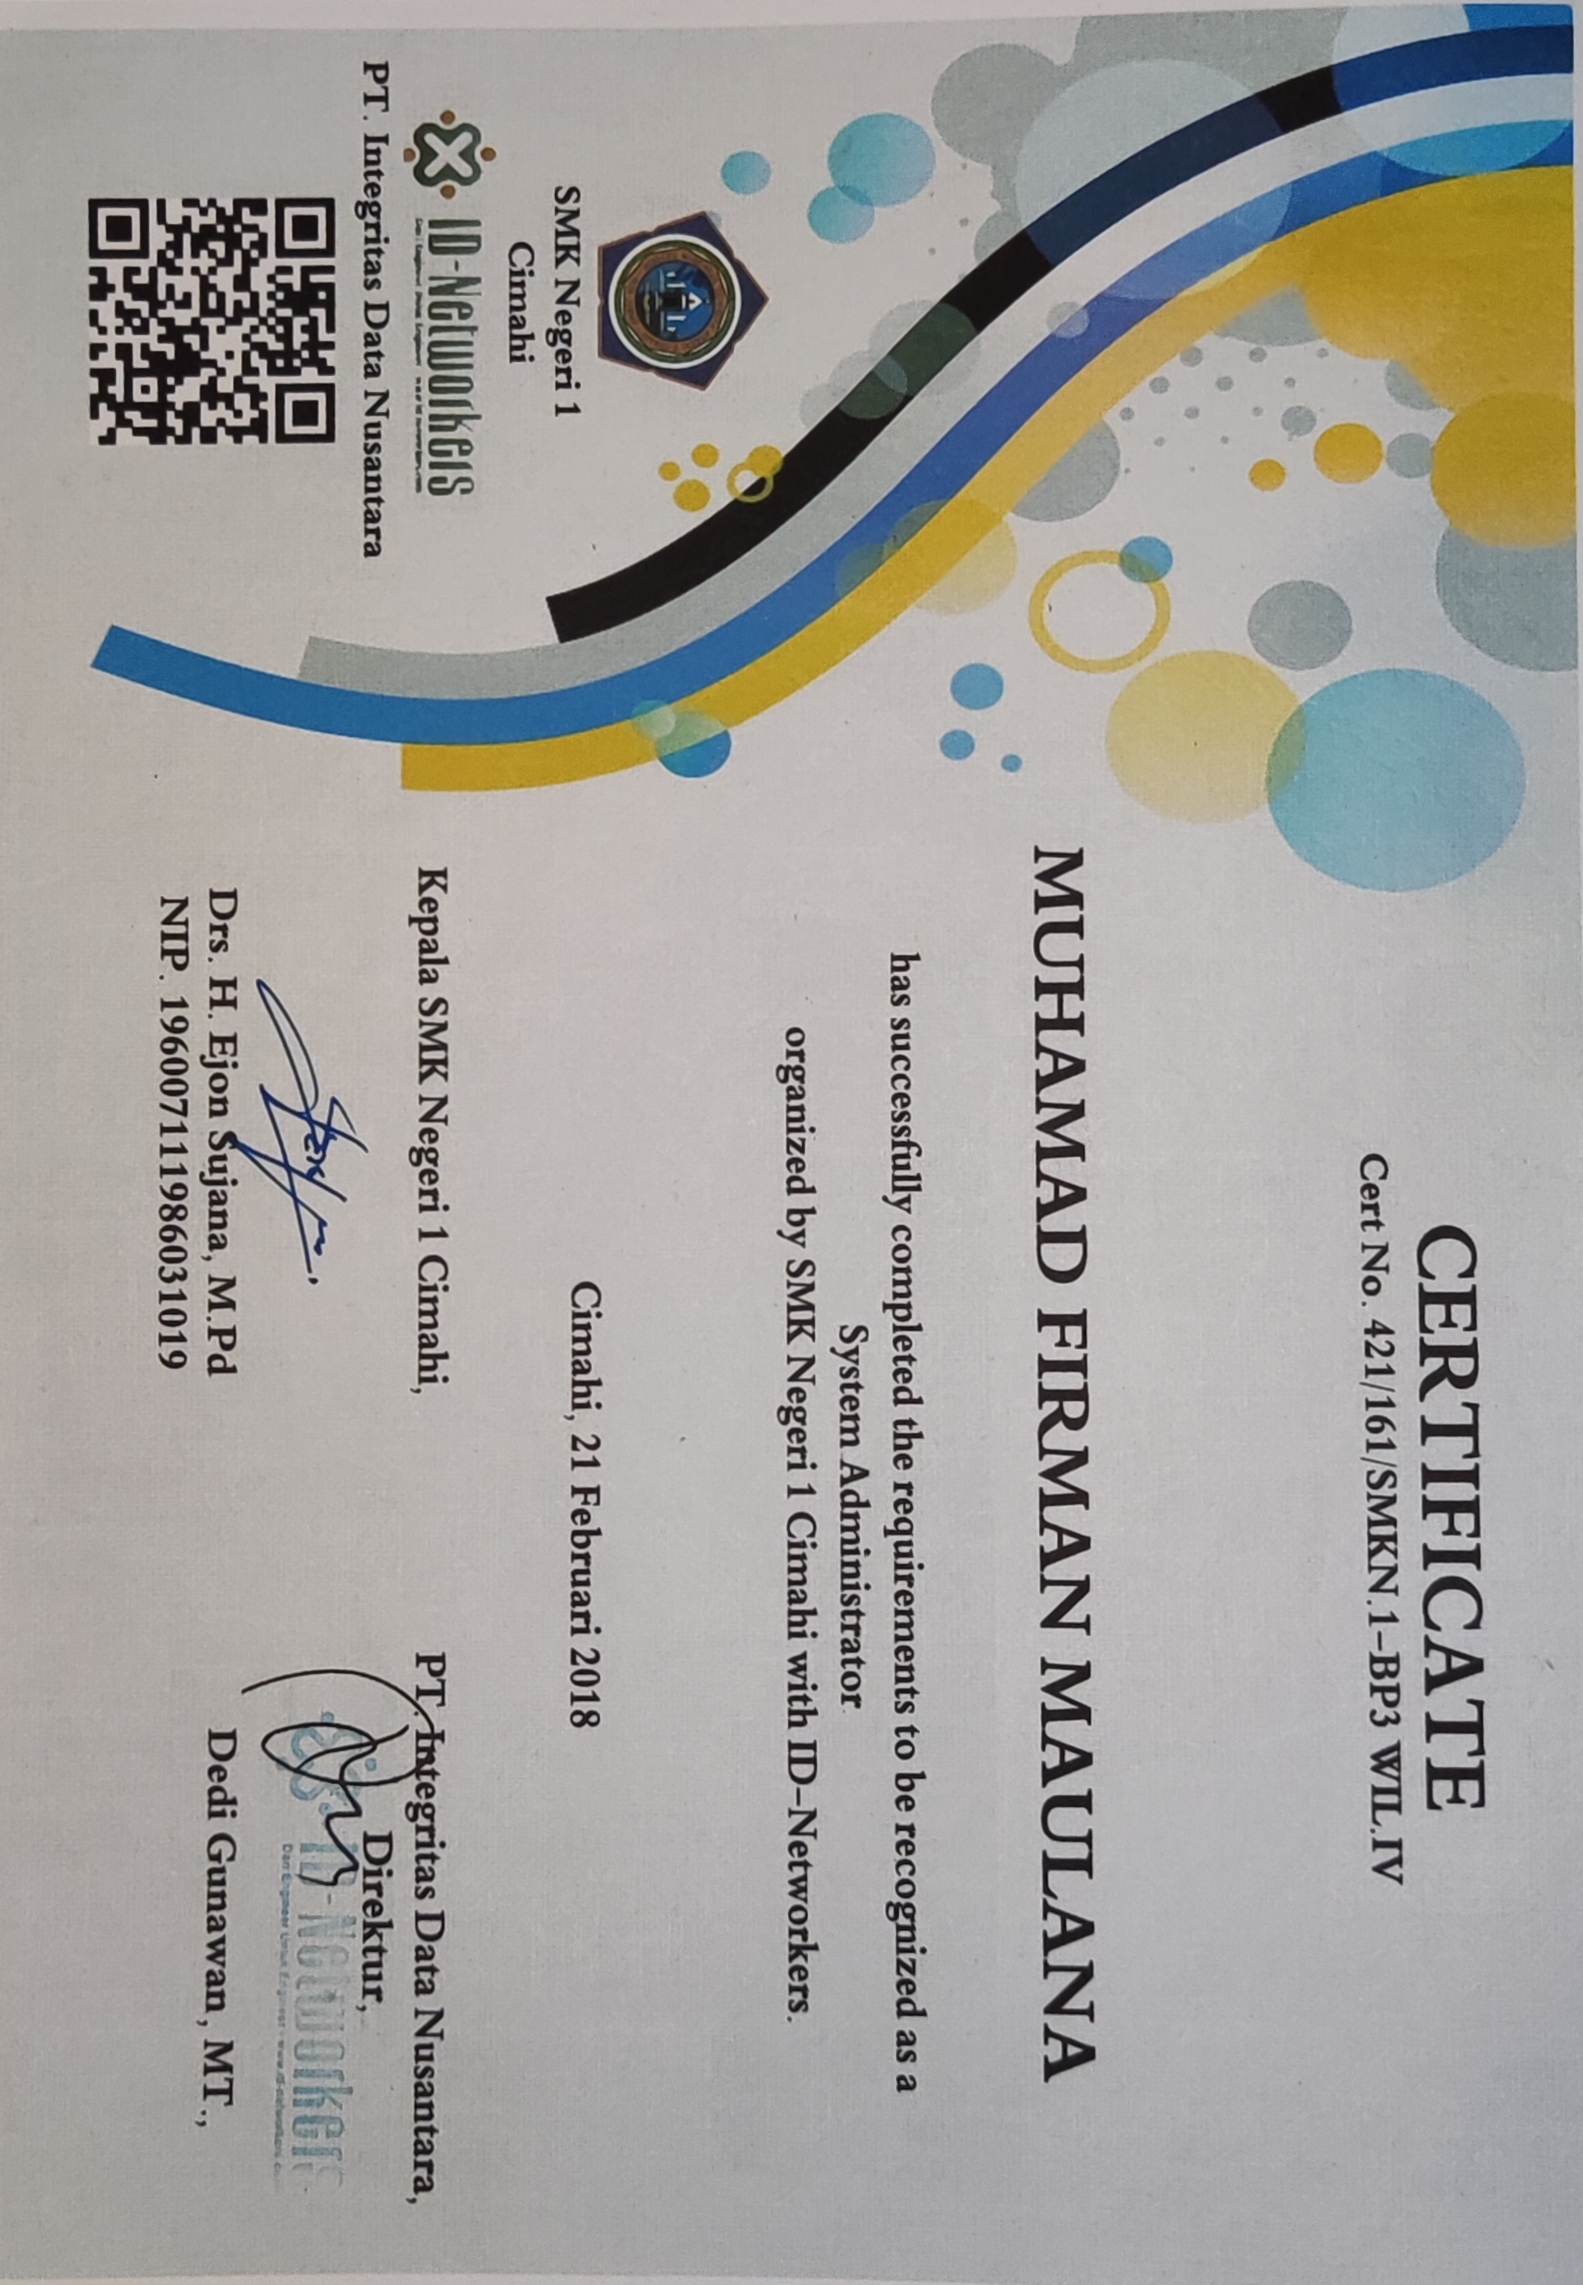 CERTIFICATE
Cert No. 421/161/SMKN.1-BP3 WIL.IV
MUHAMAD FIRMAN MAULANA
has successfully completed the requirements to be recognized as a
System Administrator
organized by SMK Negeri 1 Cimahi with ID-Networkers.
Cimahi, 21 Februari 2018
Kepala SMK Negeri 1 Cimahi,
Drs. H. Ejon Sujana, M.Pd
NIP. 196007111986031019
PT. Integritas Data Nusantara,
Direktur,
ID-Networkers
Dedi Gunawan, MT.,
SMK Negeri 1
Cimahi
ID-Networkers
PT. Integritas Data Nusantara